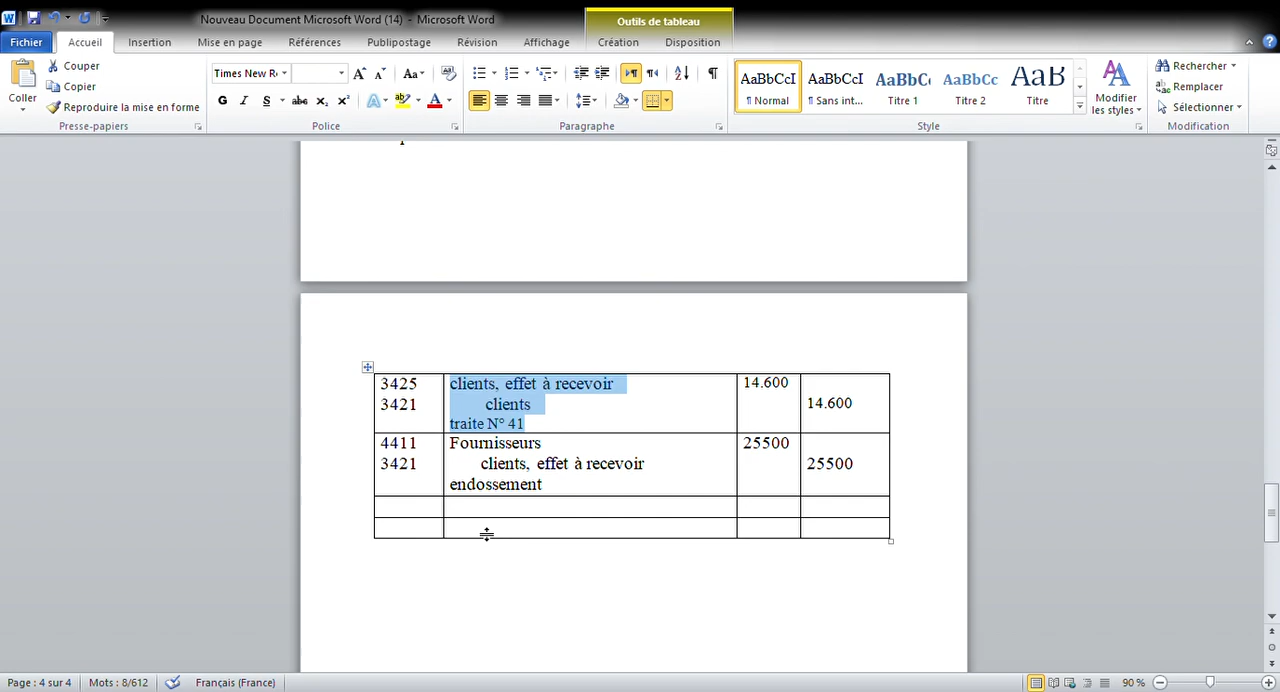 Nouveau Document Microsoft Word (14) - Microsoft Word
Outils de tableau
Fichier Accueil Insertion Mise en page Références Publipostage Révision Affichage Création Disposition
Coller
Couper
Copier
Reproduire la mise en forme
Presse-papiers
Times New R
G I S abc x₂ x² Aa
Police
Paragraphe
AaBbCcI AaBbCcI AaBbC AaBbCc AaB
¶ Normal ¶ Sans int... Titre 1 Titre 2 Titre
Modifier
les styles
Style
Rechercher
Remplacer
Sélectionner
Modification
3425 clients, effet à recevoir 14.600
3421 clients 14.600
traite N° 41
4411 Fournisseurs 25500
3421 clients, effet à recevoir 25500
endossement
Page : 4 sur 4 Mots : 8/612 Français (France) 90 %